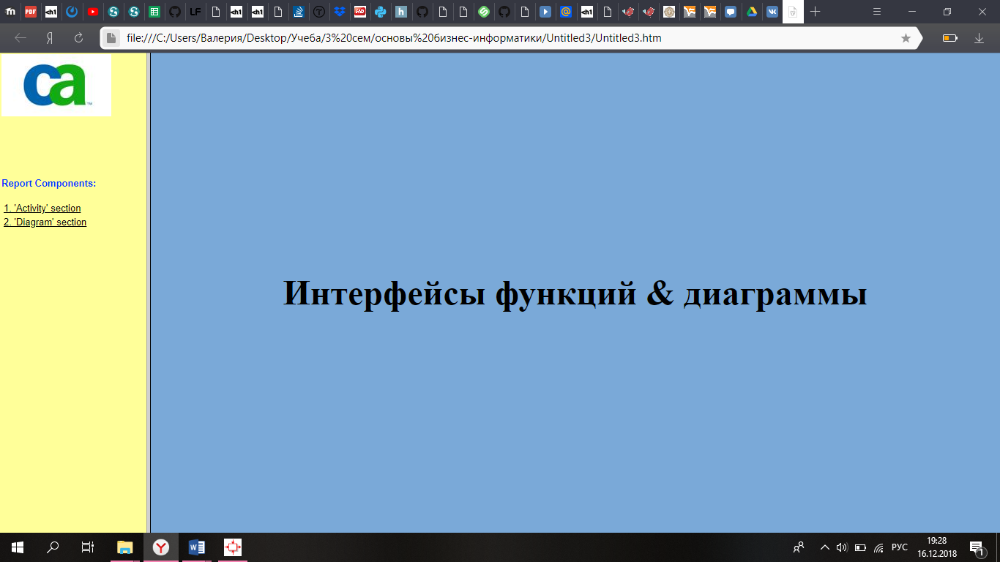 file:///C:/Users/Валерия/Desktop/Учеба/3%20сем/основы%20бизнес-информатики/Untitled3/Untitled3.htm
ca
Report Components:
1. 'Activity' section
2. 'Diagram' section
Интерфейсы функций & диаграммы
РУС
19:28
16.12.2018
1